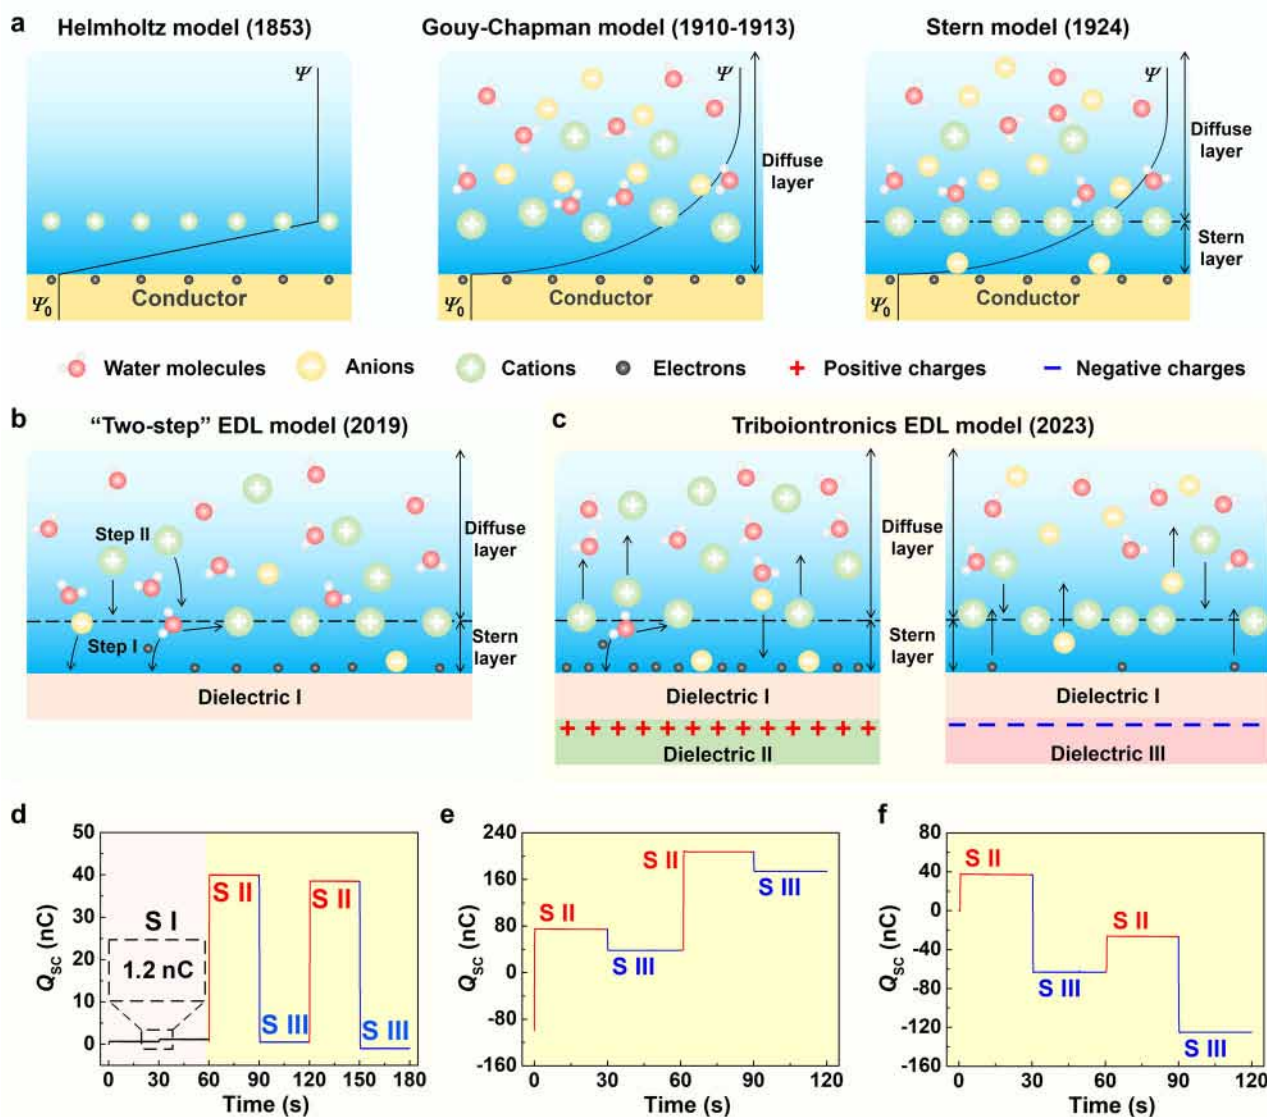 a
Helmholtz model (1853)
Gouy-Chapman model (1910-1913)
Stern model (1924)
Ψ
Ψ0
Conductor
Ψ
Diffuse
layer
Ψ0
Conductor
Ψ
Diffuse
layer
Stern
layer
Ψ0
Conductor
Water molecules
Anions
Cations
Electrons
+ Positive charges
− Negative charges
b
“Two-step” EDL model (2019)
Step II
Step I
Diffuse
layer
Stern
layer
Dielectric I
c
Triboiontronics EDL model (2023)
Diffuse
layer
Stern
layer
Dielectric I
Dielectric II
Dielectric I
Dielectric III
d
QSC (nC)
50
40
30
20
10
0
S I
1.2 nC
S II
S III
S II
S III
0 30 60 90 120 150 180
Time (s)
e
QSC (nC)
240
160
80
0
-80
-160
S II
S III
S II
S III
0 30 60 90 120
Time (s)
f
QSC (nC)
80
40
0
-40
-80
-120
-160
S II
S III
S II
S III
0 30 60 90 120
Time (s)